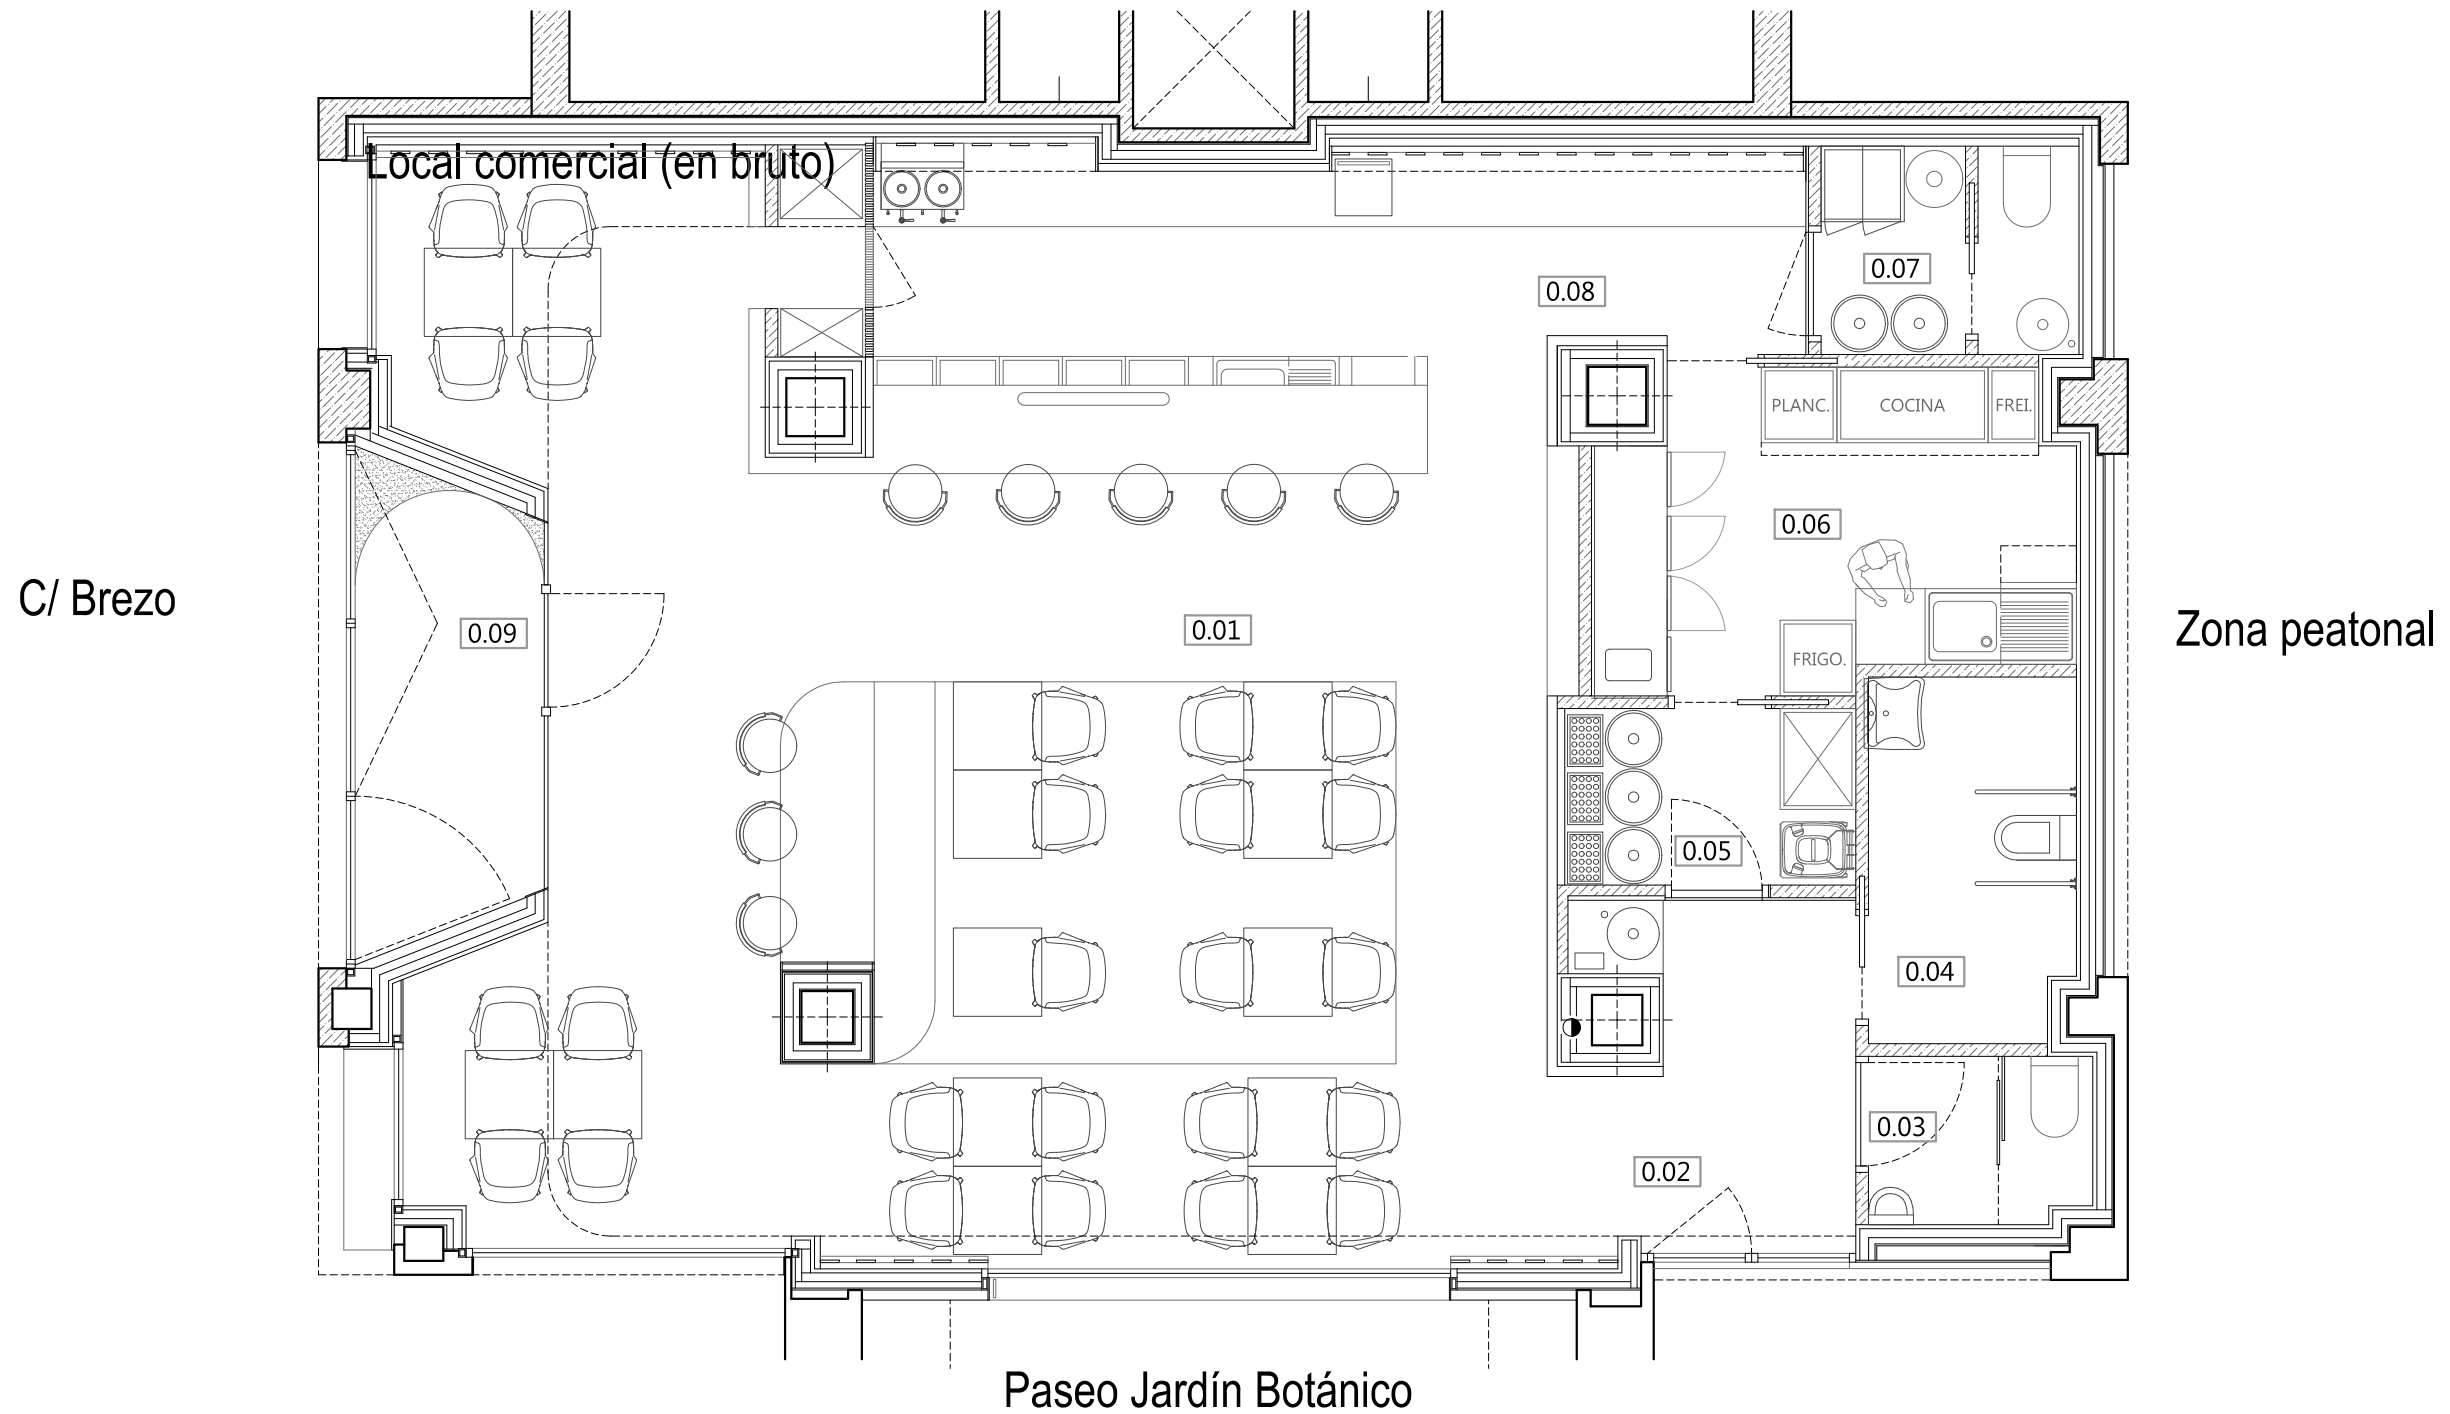 Local comercial (en bruto)
0.07
0.08
PLANC.
COCINA
FREI.
0.06
C/ Brezo
0.09
0.01
Zona peatonal
FRIGO.
0.05
0.04
0.03
0.02
Paseo Jardín Botánico